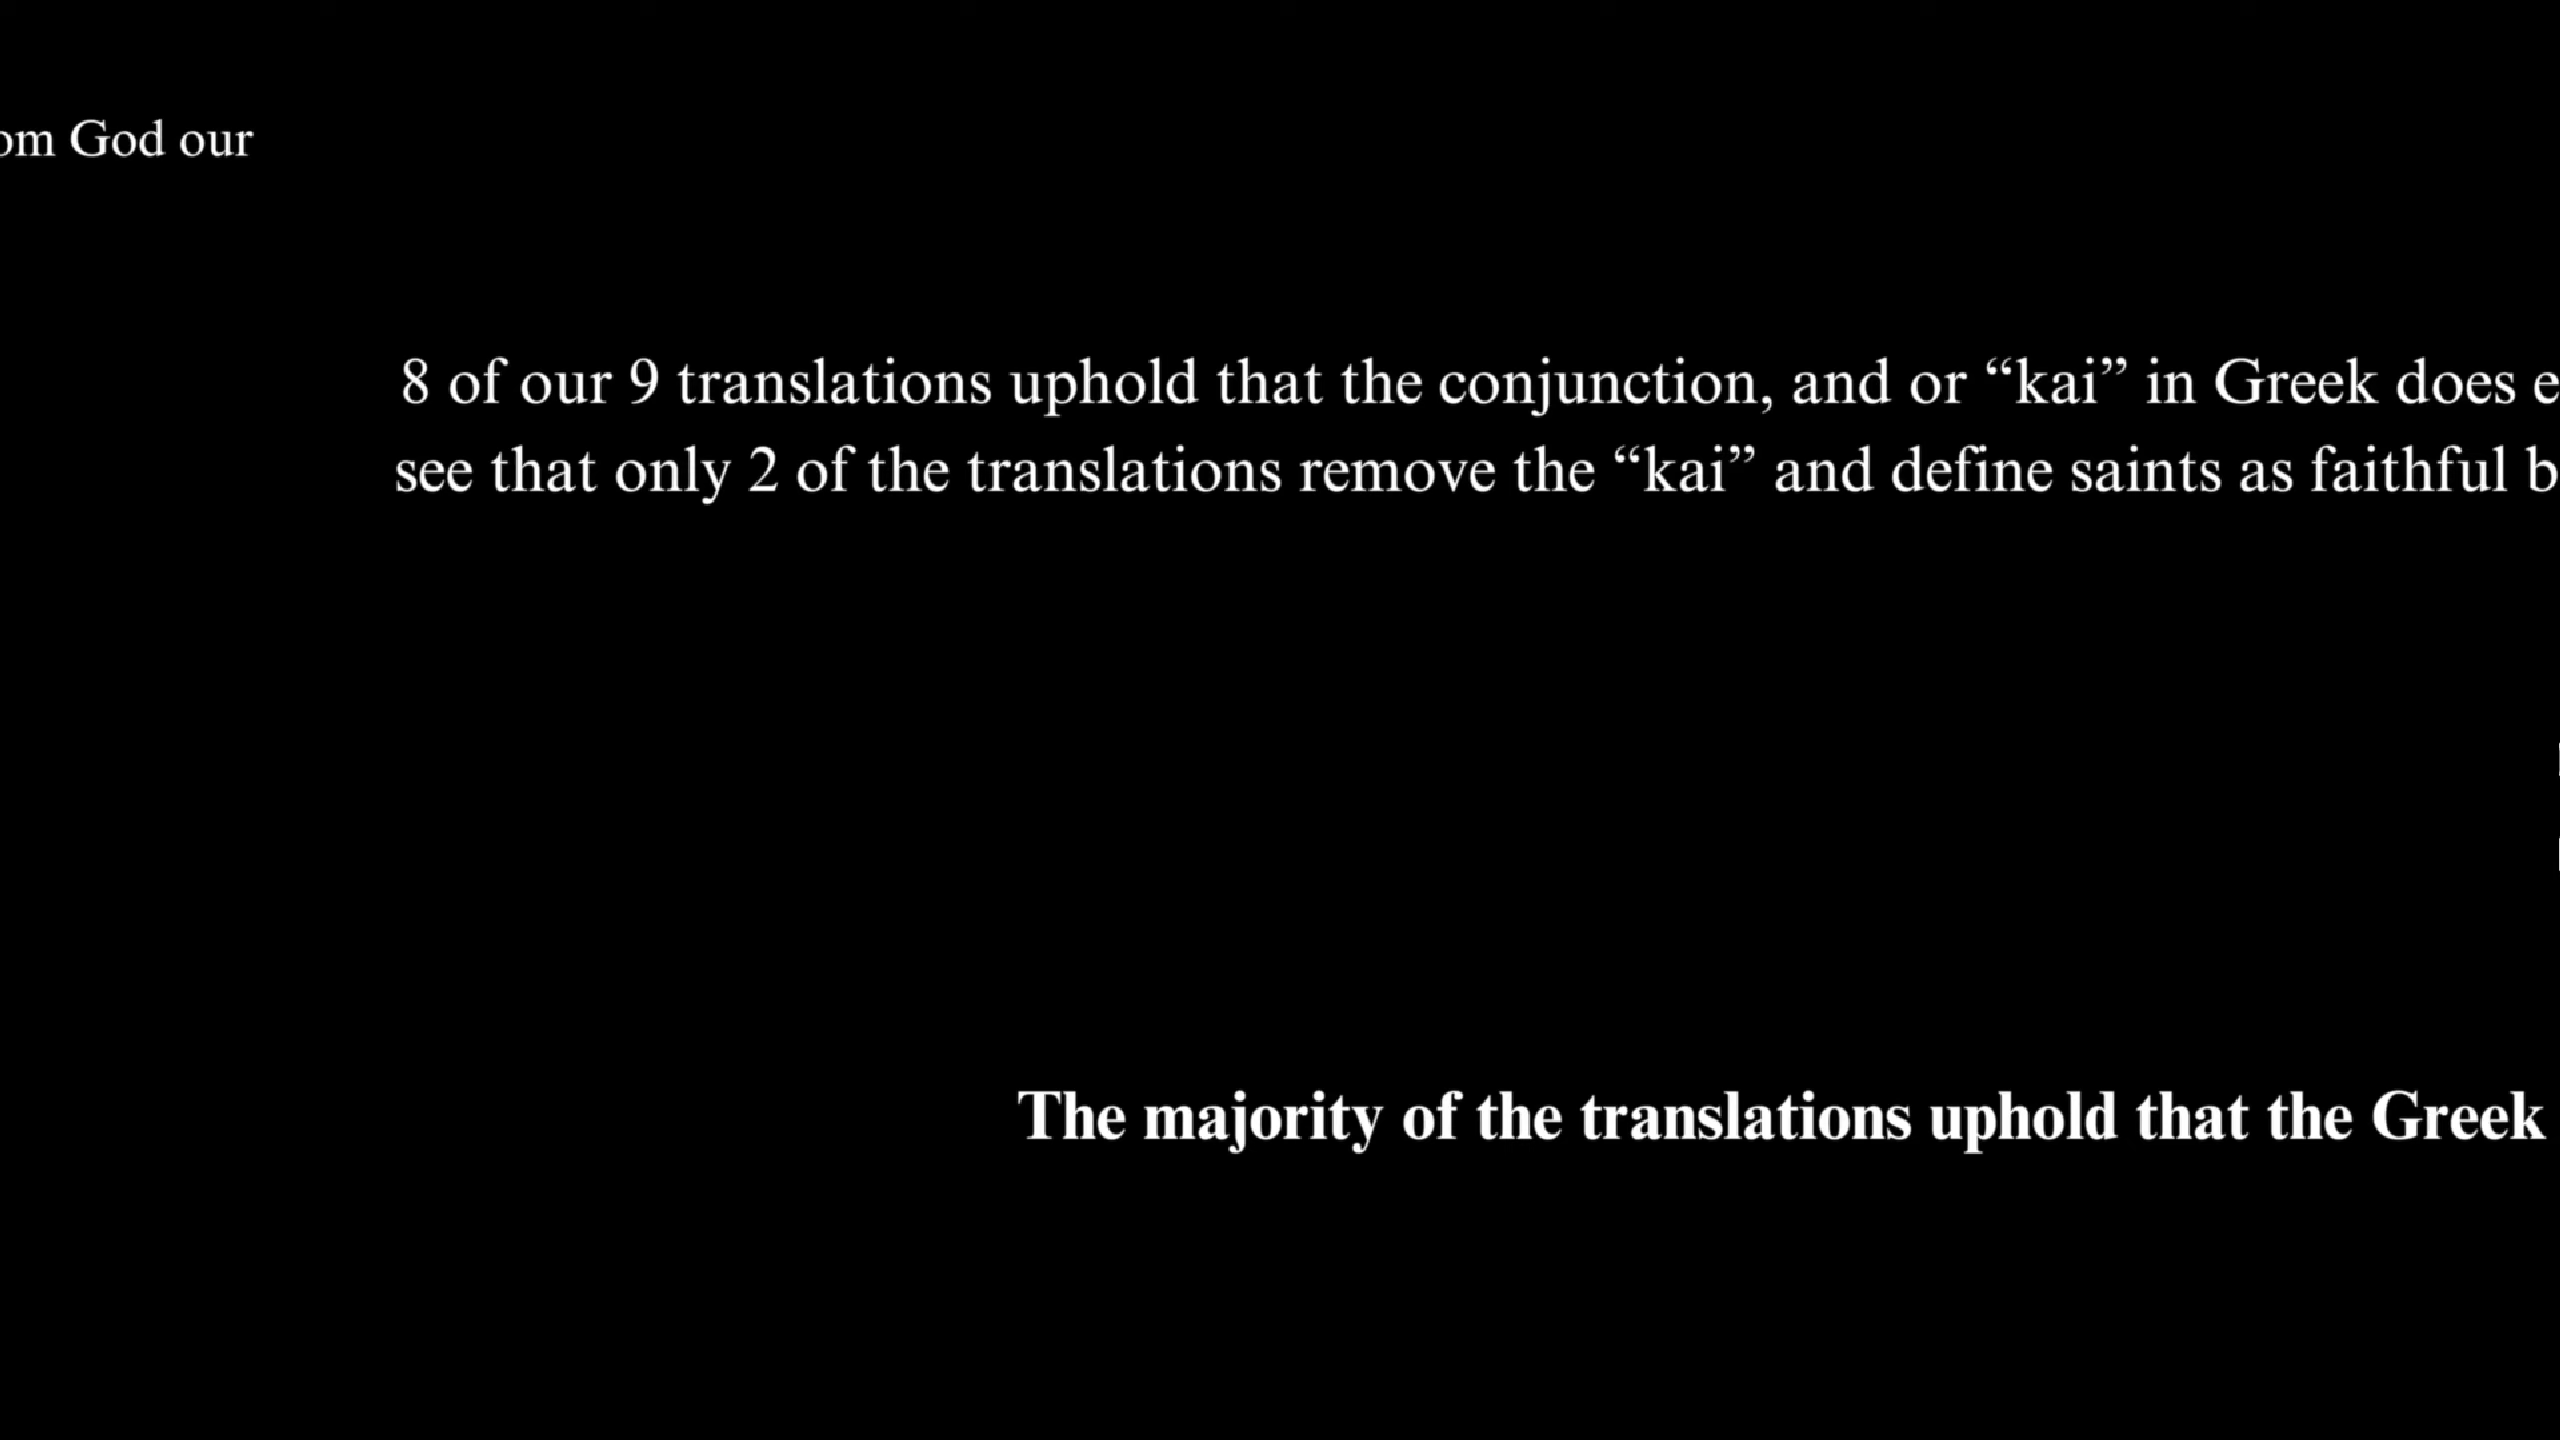 God our
8 of our 9 translations uphold that the conjunction, and or “kai” in Greek does
see that only 2 of the translations remove the “kai” and define saints as faithful
The majority of the translations uphold that the Greek